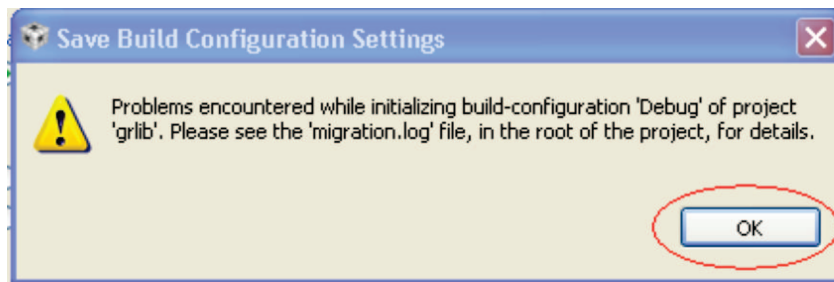 Save Build Configuration Settings
Problems encountered while initializing build-configuration 'Debug' of project
'grlib'. Please see the 'migration.log' file, in the root of the project, for details.
OK